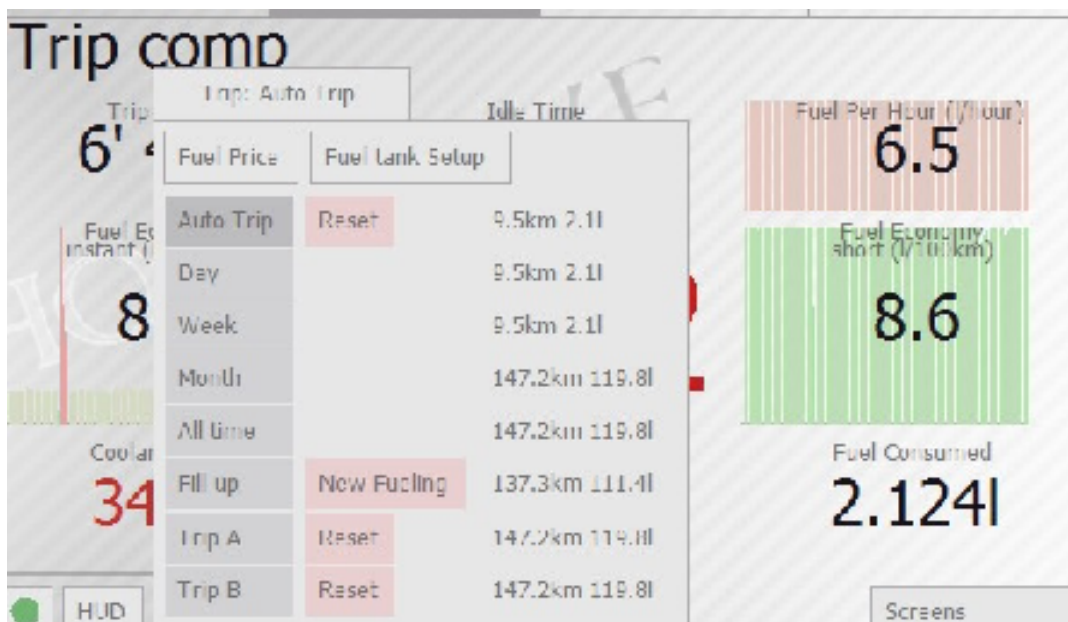 Trip comp
Trip: Auto Trip
Trip
Idle Time
Fuel Per Hour (l/hour)
6'
6.5
Fuel Price
Fuel tank Setup
Auto Trip
Reset
9.5km 2.1l
Fuel
instant
Fuel Economy
short (l/100km)
Day
9.5km 2.1l
8
8.6
Week
9.5km 2.1l
Month
147.2km 119.8l
All time
147.2km 119.8l
Fuel Consumed
34
2.124l
Fill up
New Fueling
137.3km 111.4l
Trip A
Reset
147.2km 119.8l
Trip B
Reset
147.2km 119.8l
HUD
Screens